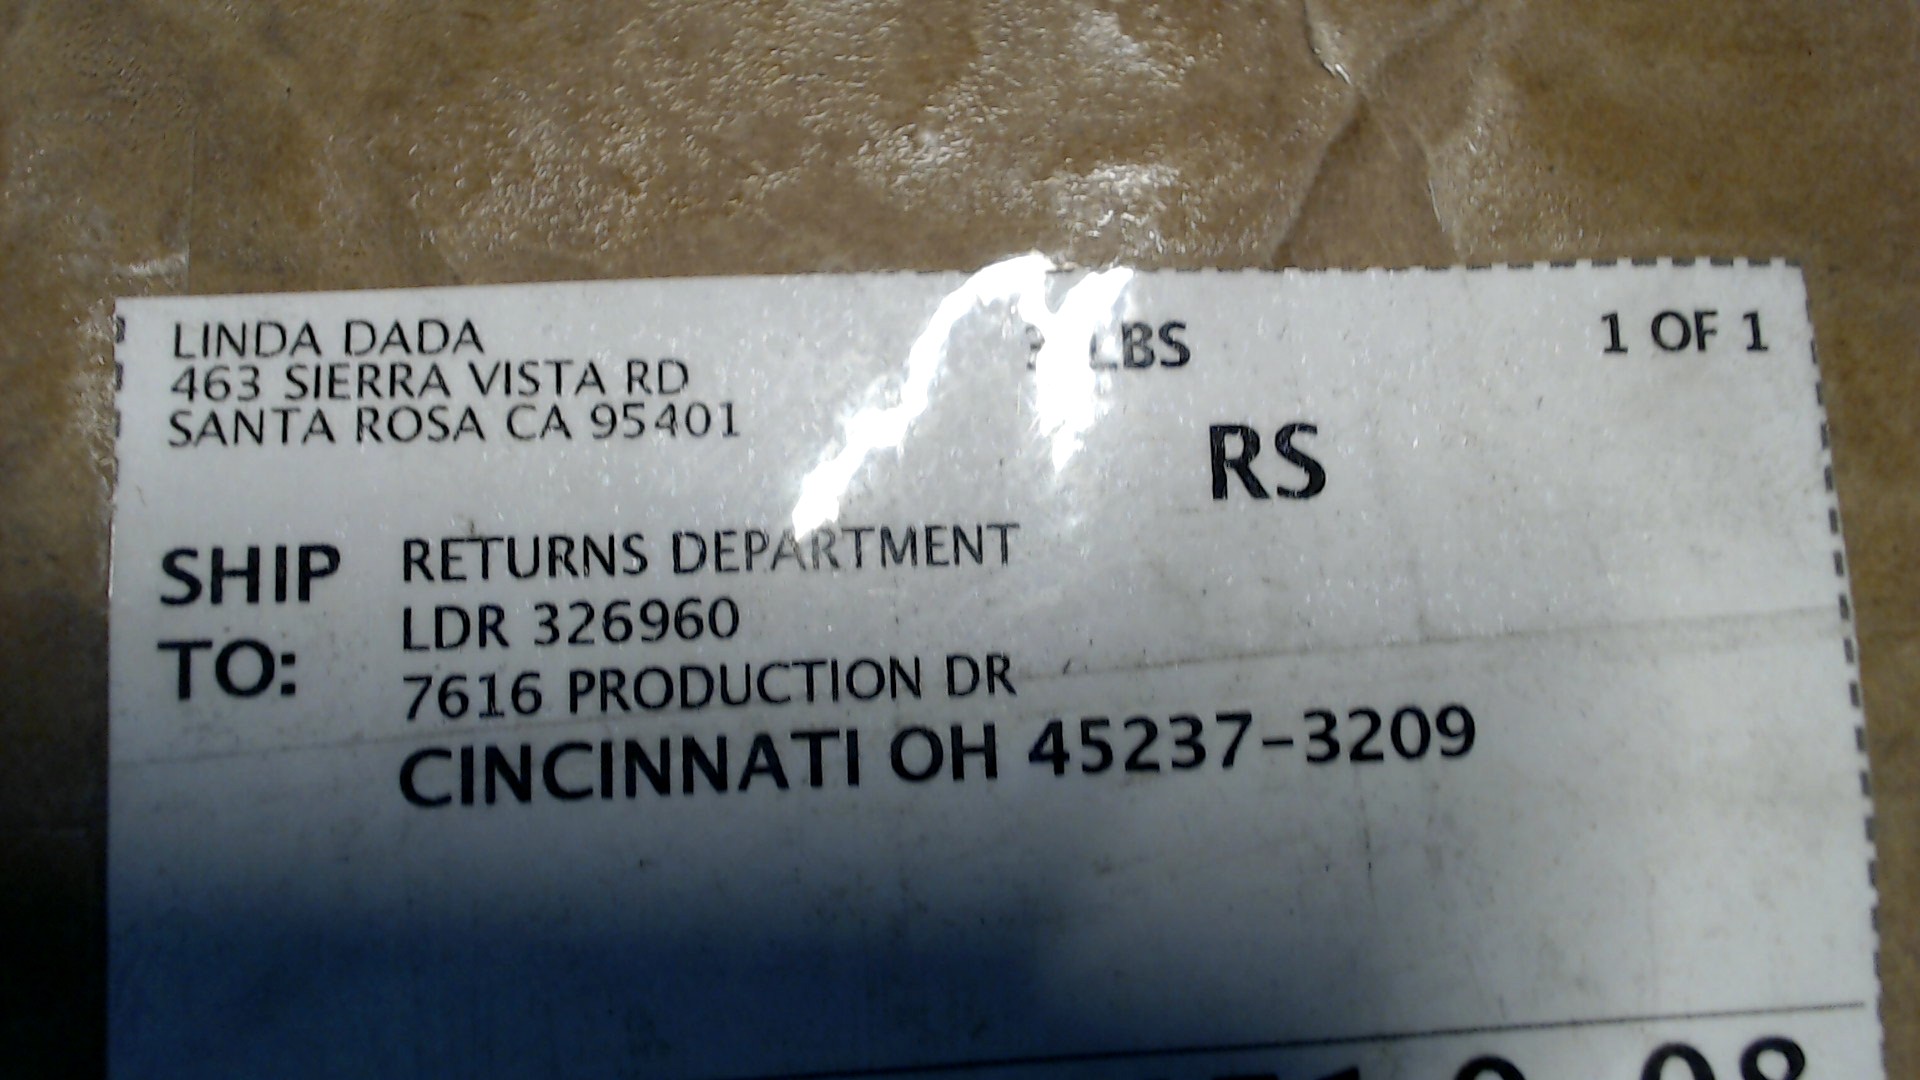 LINDA DADA
463 SIERRA VISTA RD
SANTA ROSA CA 95401
LBS
1 OF 1
RS
SHIP TO:
RETURNS DEPARTMENT
LDR 326960
7616 PRODUCTION DR
CINCINNATI OH 45237-3209